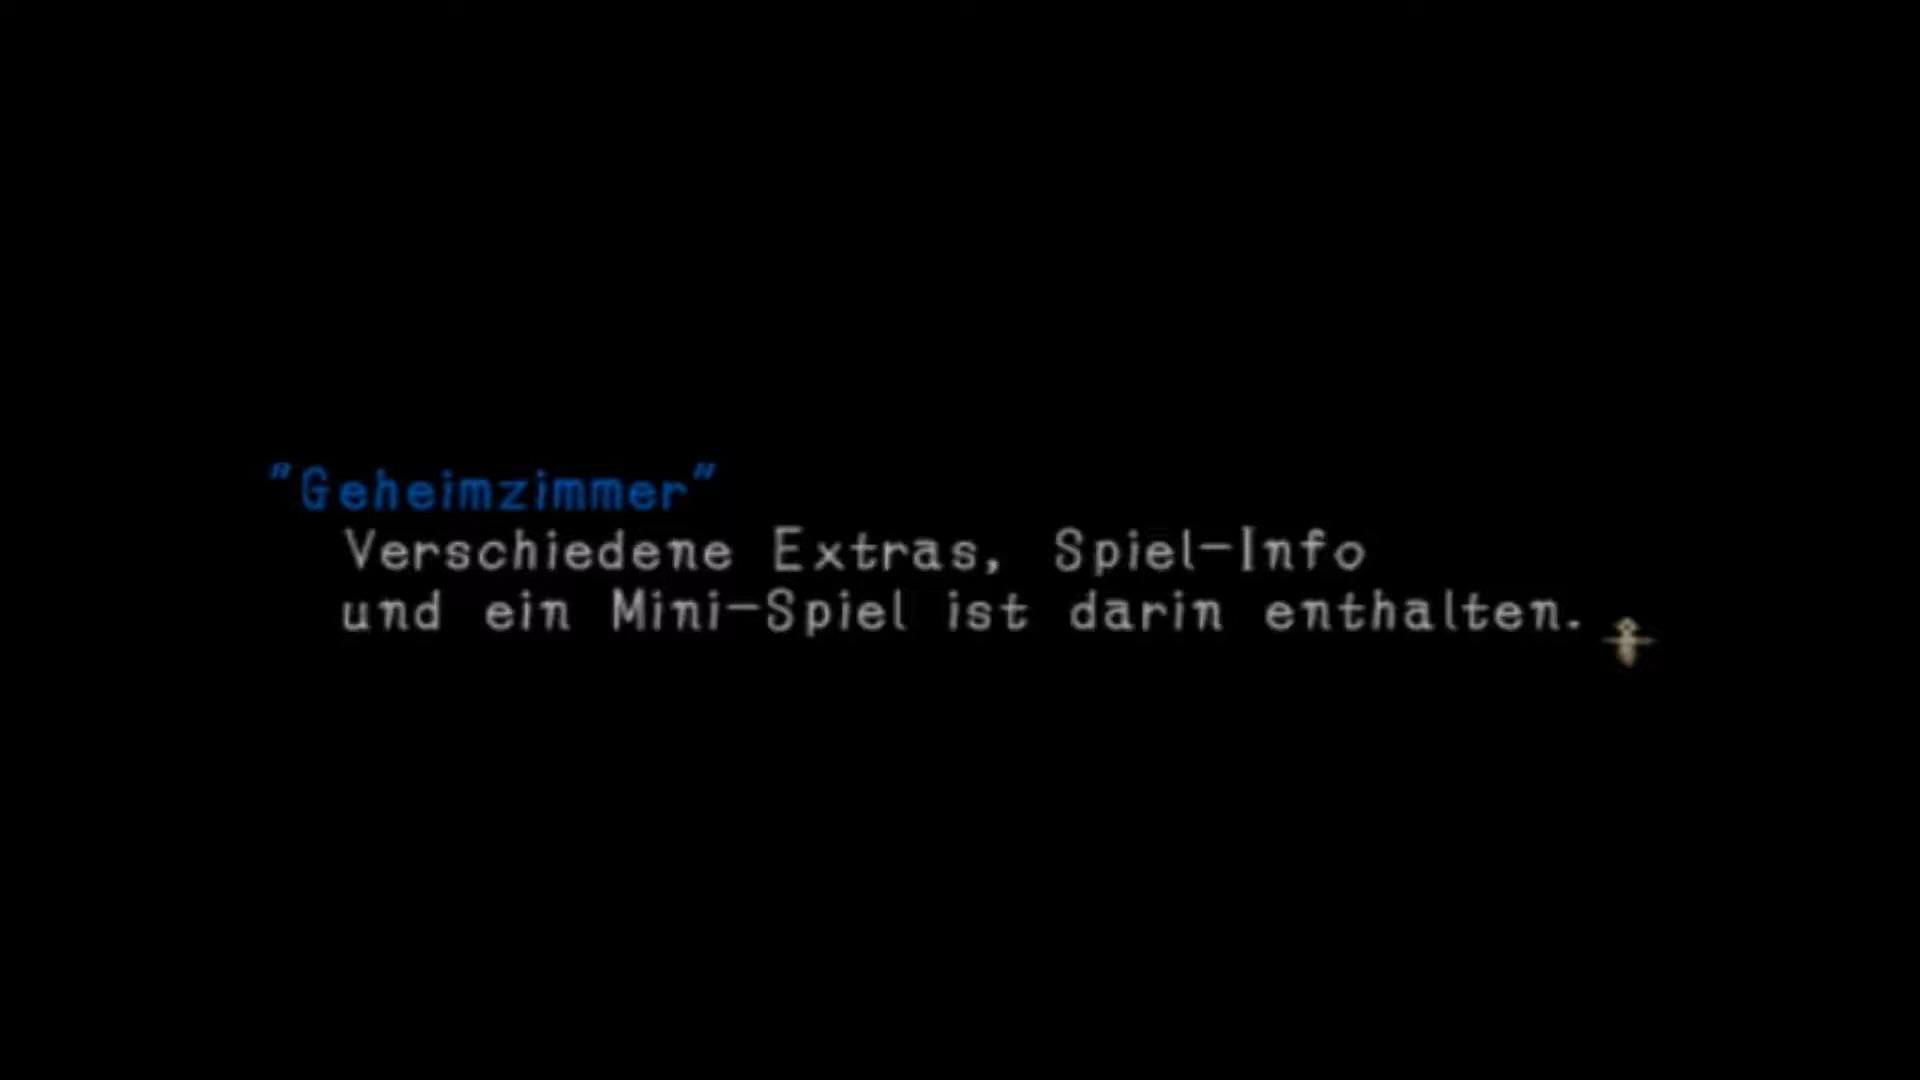 "Geheimzimmer"
Verschiedene Extras, Spiel-Info
und ein Mini-Spiel ist darin enthalten.